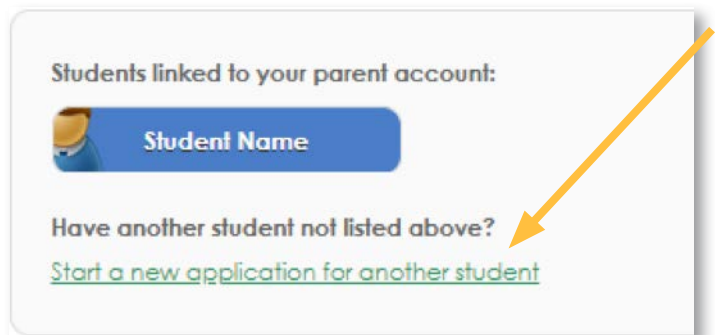 Students linked to your parent account:
Student Name
Have another student not listed above?
Start a new application for another student